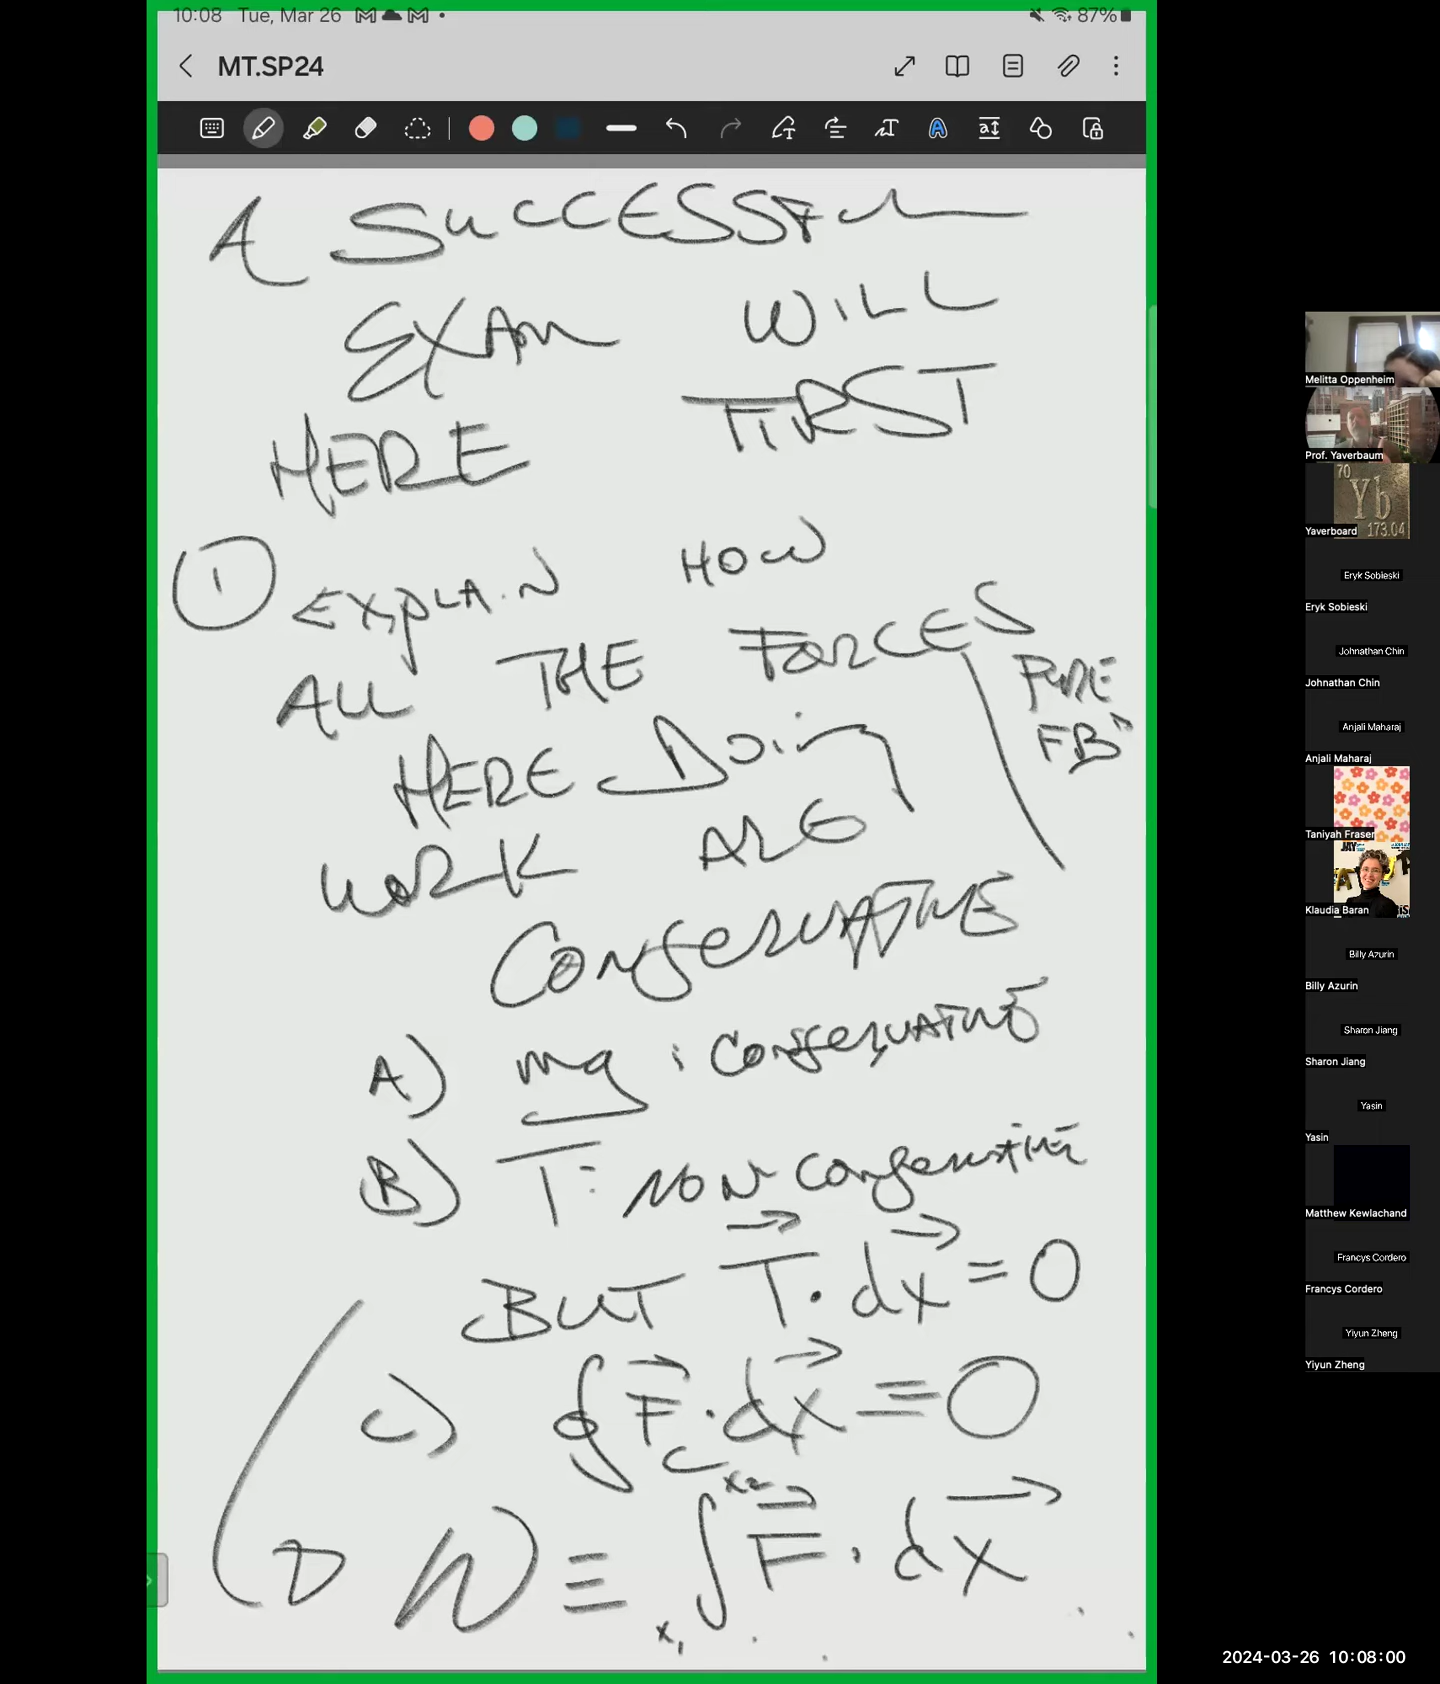 10:08 Tue, Mar 26
87%
MT.SP24
A SUCCESSFUL
EXAM WILL
HERE FIRST
① EXPLAIN HOW
ALL THE FORCES
HERE DOING
WORK ARE
CONSERVATIVE
PURE
A) mg : CONSERVATIVE
B) T: NON CONSERVATIVE
BUT T⃗ · dx⃗ = 0
C) ∮ F⃗c · dx⃗ = 0
D W ≡ ∫ x₁ x₂ F⃗ · dx⃗
Melitta Oppenheim
Prof. Yaverbaum
70
Yb
173.04
Yaverboard
Eryk Sobieski
Eryk Sobieski
Johnathan Chin
Johnathan Chin
Anjali Maharaj
Anjali Maharaj
Taniyah Fraser
JAY
Klaudia Baran
Billy Azurin
Billy Azurin
Sharon Jiang
Sharon Jiang
Yasin
Yasin
Matthew Kewlachand
Francys Cordero
Francys Cordero
Yiyun Zheng
Yiyun Zheng
2024-03-26 10:08:00